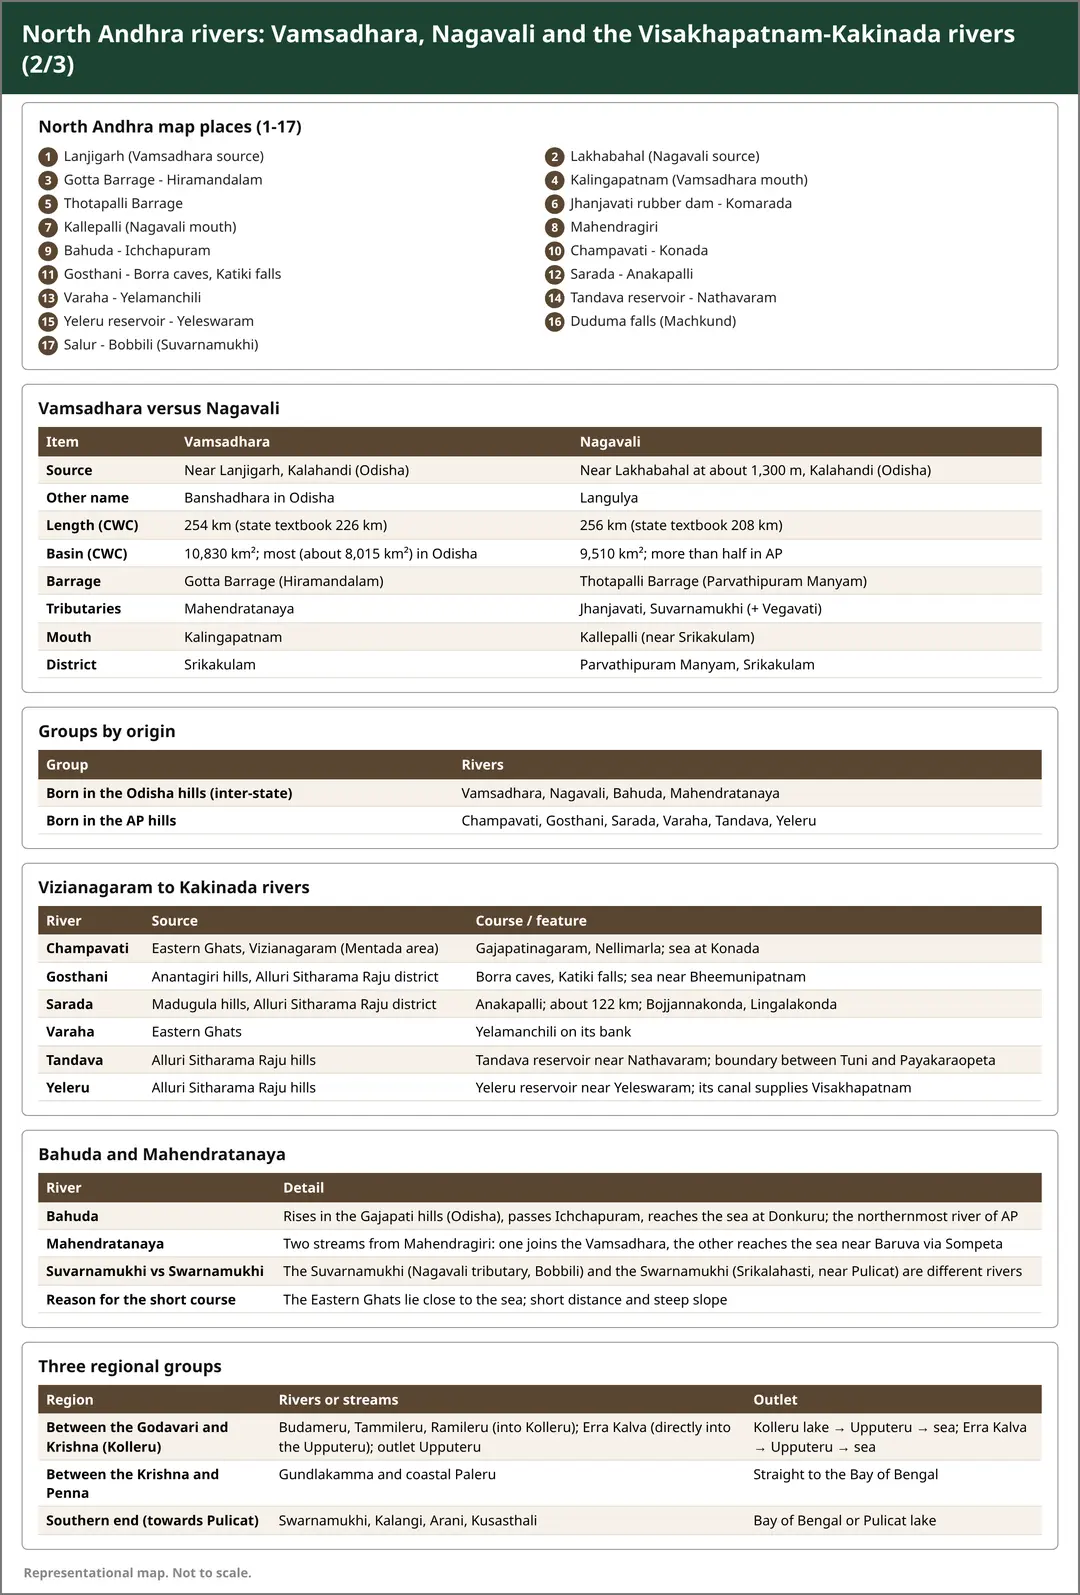 North Andhra rivers: Vamsadhara, Nagavali and the Visakhapatnam-Kakinada rivers
(2/3)
North Andhra map places (1-17)
1 Lanjigarh (Vamsadhara source)
2 Lakhabahal (Nagavali source)
3 Gotta Barrage - Hiramandalam
4 Kalingapatnam (Vamsadhara mouth)
5 Thotapalli Barrage
6 Jhanjavati rubber dam - Komarada
7 Kallepalli (Nagavali mouth)
8 Mahendragiri
9 Bahuda - Ichchapuram
10 Champavati - Konada
11 Gosthani - Borra caves, Katiki falls
12 Sarada - Anakapalli
13 Varaha - Yelamanchili
14 Tandava reservoir - Nathavaram
15 Yeleru reservoir - Yeleswaram
16 Duduma falls (Machkund)
17 Salur - Bobbili (Suvarnamukhi)
Vamsadhara versus Nagavali
Item Vamsadhara Nagavali
Source Near Lanjigarh, Kalahandi (Odisha) Near Lakhabahal at about 1,300 m, Kalahandi (Odisha)
Other name Banshadhara in Odisha Langulya
Length (CWC) 254 km (state textbook 226 km) 256 km (state textbook 208 km)
Basin (CWC) 10,830 km²; most (about 8,015 km²) in Odisha 9,510 km²; more than half in AP
Barrage Gotta Barrage (Hiramandalam) Thotapalli Barrage (Parvathipuram Manyam)
Tributaries Mahendratanaya Jhanjavati, Suvarnamukhi (+ Vegavati)
Mouth Kalingapatnam Kallepalli (near Srikakulam)
District Srikakulam Parvathipuram Manyam, Srikakulam
Groups by origin
Group Rivers
Born in the Odisha hills (inter-state) Vamsadhara, Nagavali, Bahuda, Mahendratanaya
Born in the AP hills Champavati, Gosthani, Sarada, Varaha, Tandava, Yeleru
Vizianagaram to Kakinada rivers
River Source Course / feature
Champavati Eastern Ghats, Vizianagaram (Mentada area) Gajapatinagaram, Nellimarla; sea at Konada
Gosthani Anantagiri hills, Alluri Sitharama Raju district Borra caves, Katiki falls; sea near Bheemunipatnam
Sarada Madugula hills, Alluri Sitharama Raju district Anakapalli; about 122 km; Bojjannakonda, Lingalakonda
Varaha Eastern Ghats Yelamanchili on its bank
Tandava Alluri Sitharama Raju hills Tandava reservoir near Nathavaram; boundary between Tuni and Payakaraopeta
Yeleru Alluri Sitharama Raju hills Yeleru reservoir near Yeleswaram; its canal supplies Visakhapatnam
Bahuda and Mahendratanaya
River Detail
Bahuda Rises in the Gajapati hills (Odisha), passes Ichchapuram, reaches the sea at Donkuru; the northernmost river of AP
Mahendratanaya Two streams from Mahendragiri: one joins the Vamsadhara, the other reaches the sea near Baruva via Sompeta
Suvarnamukhi vs Swarnamukhi The Suvarnamukhi (Nagavali tributary, Bobbili) and the Swarnamukhi (Srikalahasti, near Pulicat) are different rivers
Reason for the short course The Eastern Ghats lie close to the sea; short distance and steep slope
Three regional groups
Region Rivers or streams Outlet
Between the Godavari and Budameru, Tammileru, Ramileru (into Kolleru); Erra Kalva (directly into Kolleru lake → Upputeru → sea; Erra Kalva
Krishna (Kolleru) the Upputeru); outlet Upputeru → Upputeru → sea
Between the Krishna and Gundlakamma and coastal Paleru Straight to the Bay of Bengal
Penna
Southern end (towards Pulicat) Swarnamukhi, Kalangi, Arani, Kusasthali Bay of Bengal or Pulicat lake
Representational map. Not to scale.